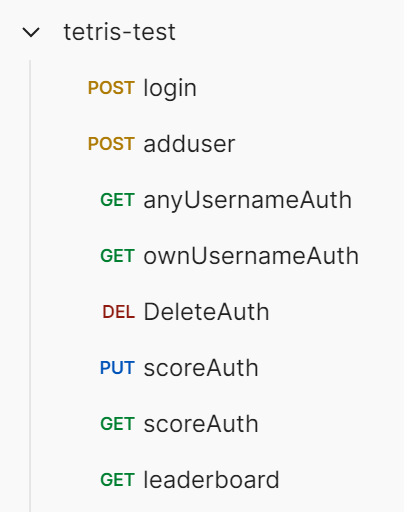 tetris-test
POST login
POST adduser
GET anyUsernameAuth
GET ownUsernameAuth
DEL DeleteAuth
PUT scoreAuth
GET scoreAuth
GET leaderboard